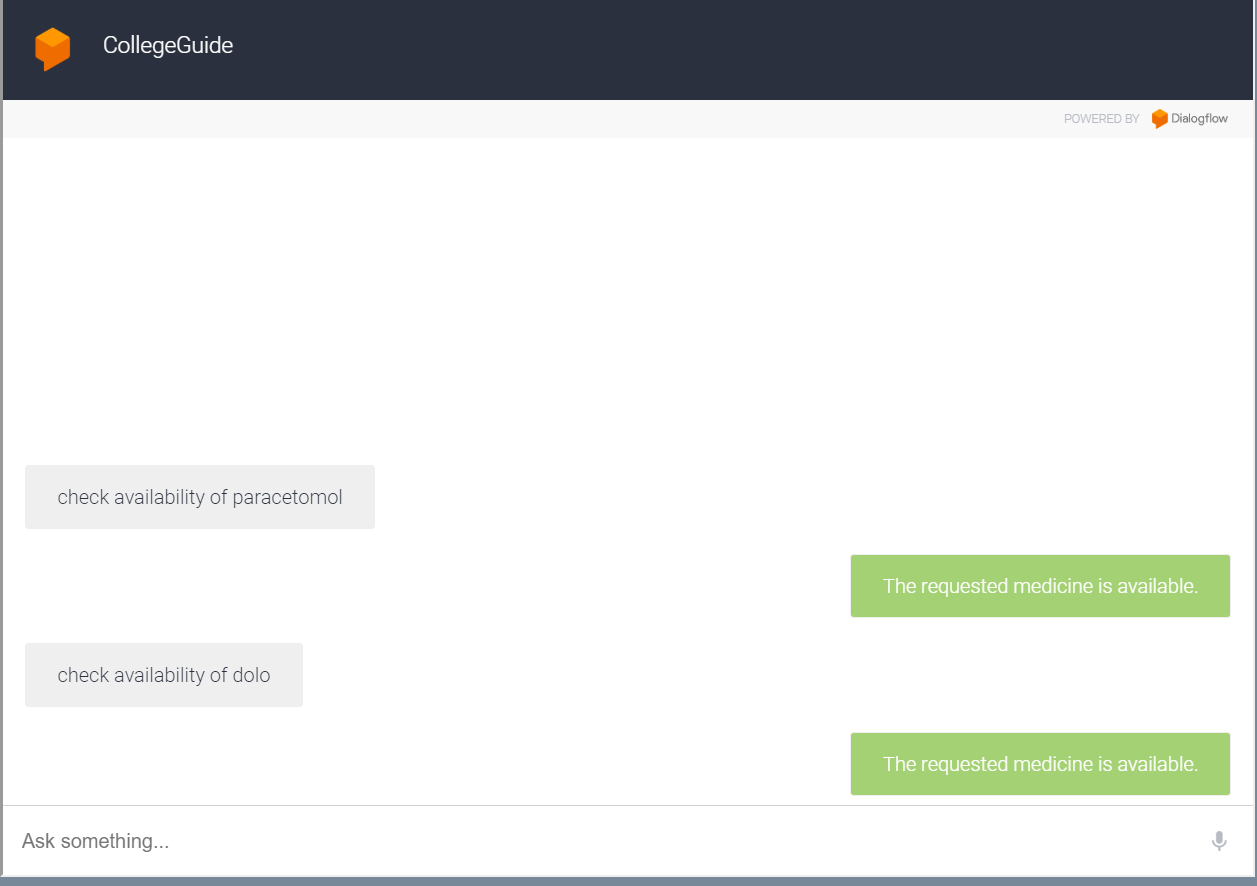 CollegeGuide
POWERED BY Dialogflow
check availability of paracetomol
The requested medicine is available.
check availability of dolo
The requested medicine is available.
Ask something...